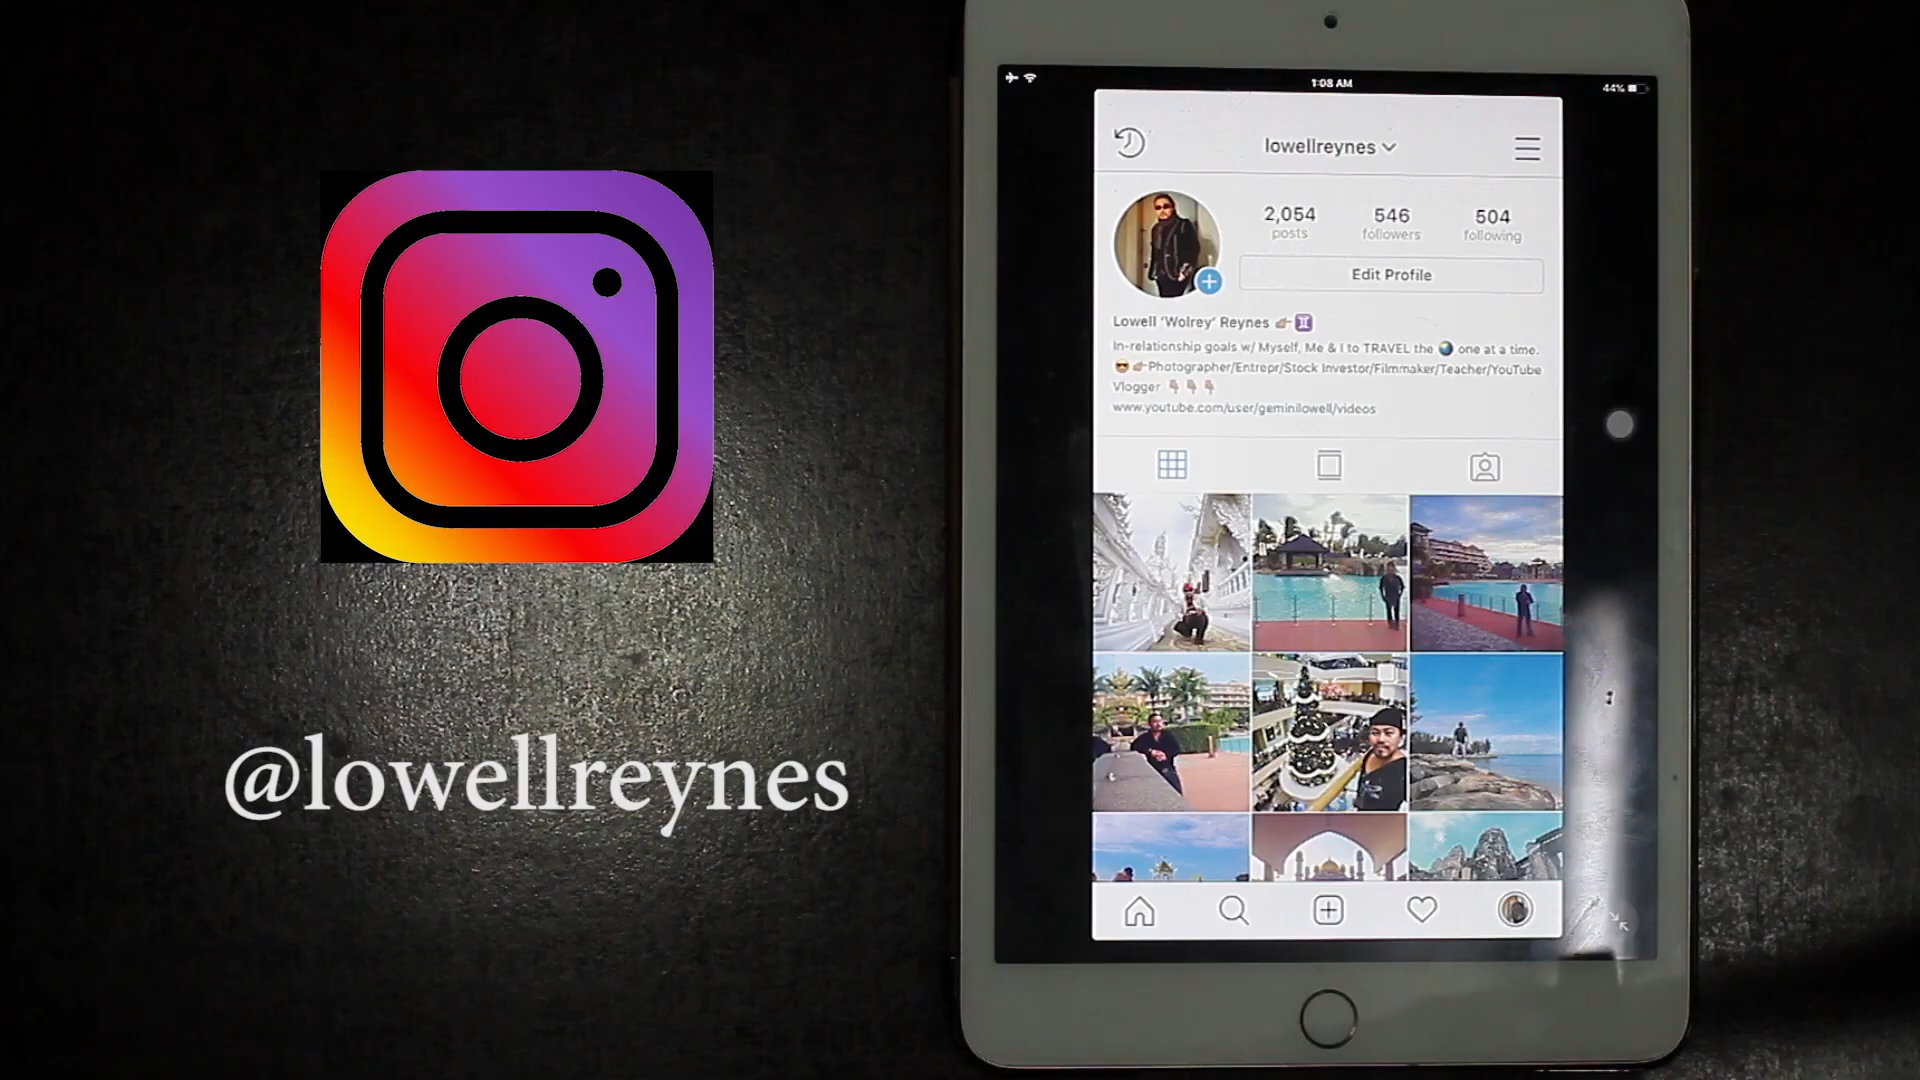 @lowellreynes
1:08 AM
44%
lowellreynes
2,054 546 504
posts followers following
Edit Profile
Lowell 'Wolrey' Reynes 👉🏽♊
In-relationship goals w/ Myself, Me & I to TRAVEL the 🌏 one at a time.
😎👉🏽Photographer/Entrepr/Stock Investor/Filmmaker/Teacher/YouTube
Vlogger 👇🏽👇🏽👇🏽
www.youtube.com/user/geminilowell/videos